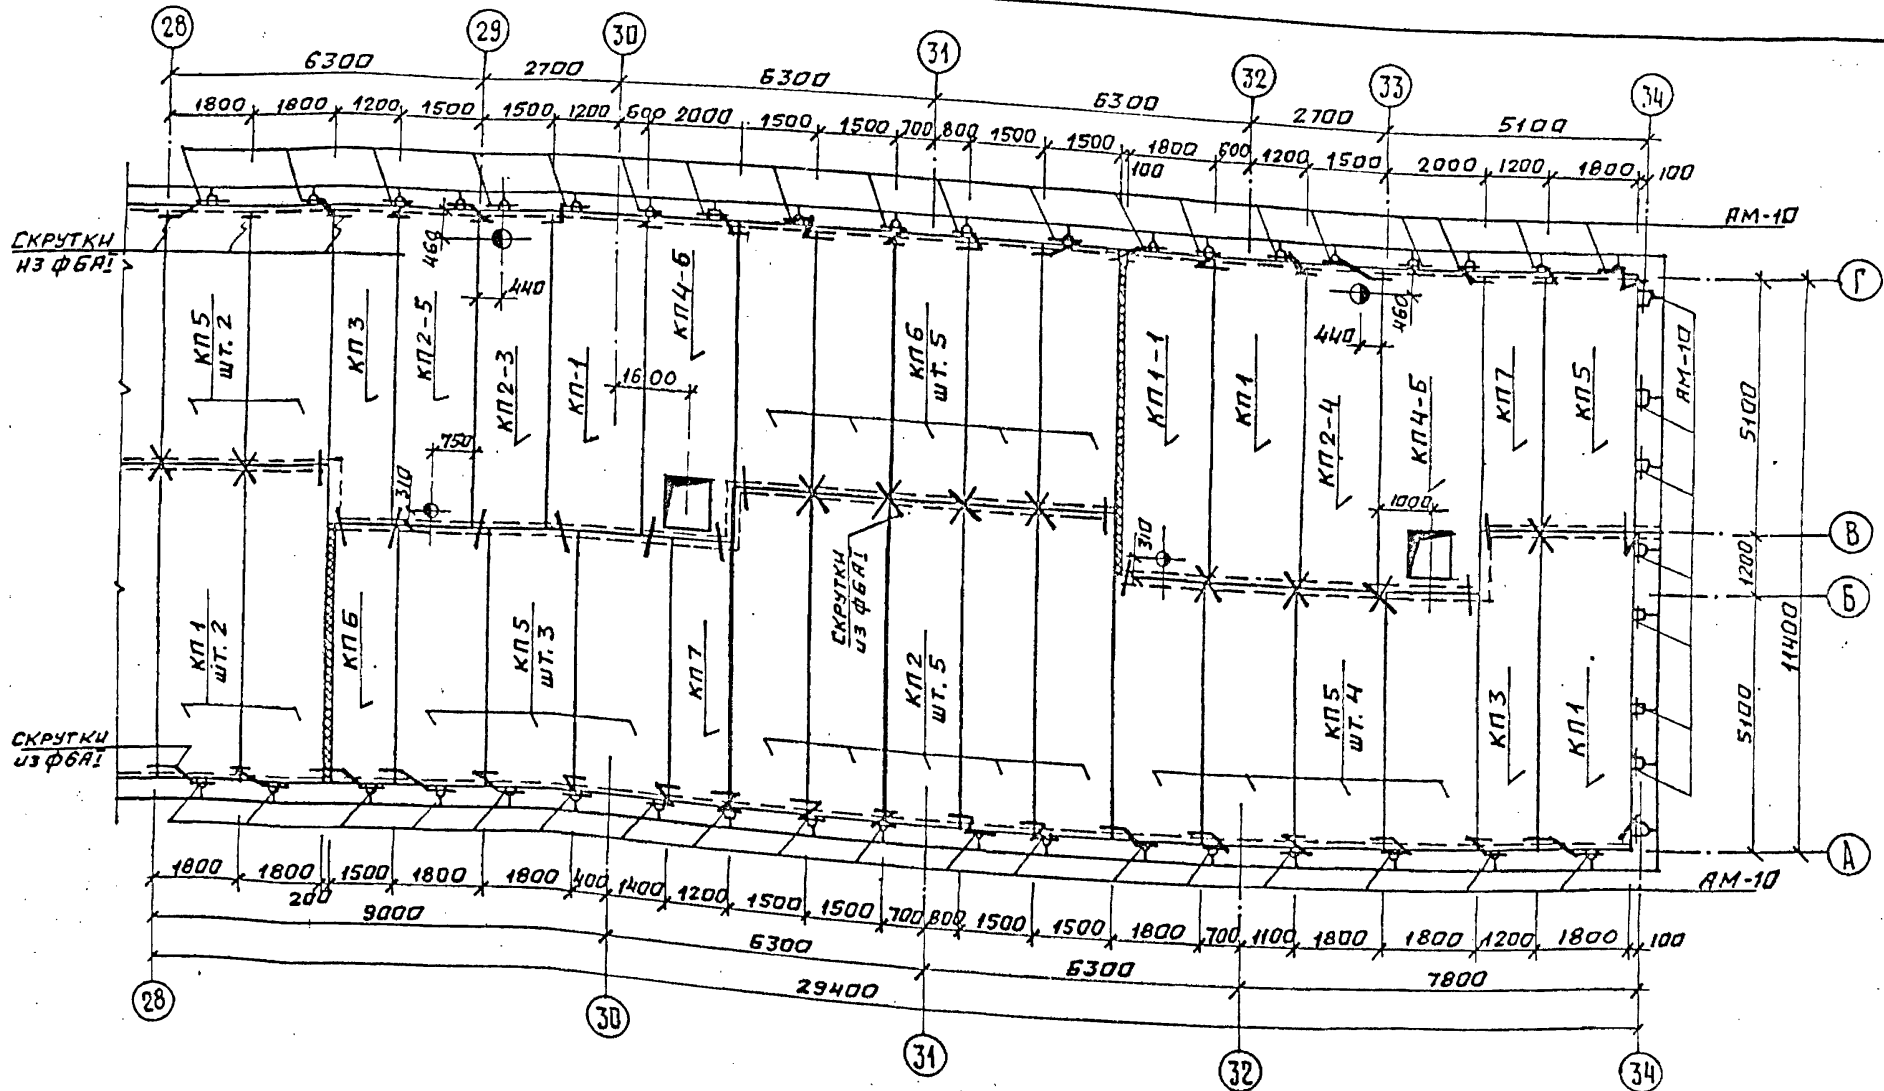 28 29 30 31 32 33 34
6300 2700 6300 6300 2700 5100
1800 1800 1200 1500 1500 1200 600 2000 1500 1500 700 800 1500 1500 100 1800 600 1200 1500 2000 1200 1800 100
АМ-10
СКРУТКИ
ИЗ Ф6АI
460
440
460
440
Г
КП5
ШТ. 2
КП3
КП2-5
КП2-3
КП-1
КП4-Б
1600
КП6
ШТ. 5
КП1-1
КП1
КП2-4
КП4-Б
КП7
КП5
АМ-10
5100
750
310
1000
310
В
1200
Б
11400
СКРУТКИ
ИЗ Ф6АI
КП1
ШТ. 2
КП6
КП5
ШТ. 3
КП7
КП2
ШТ. 5
КП5
ШТ. 4
КП3
КП1
5100
СКРУТКИ
ИЗ Ф6АI
А
АМ-10
1800 1800 200 1500 1800 1800 400 1400 1200 1500 1500 700 800 1500 1500 1800 700 1100 1800 1800 1200 1800 100
9000 6300 6300 7800
29400
28 30 31 32 34